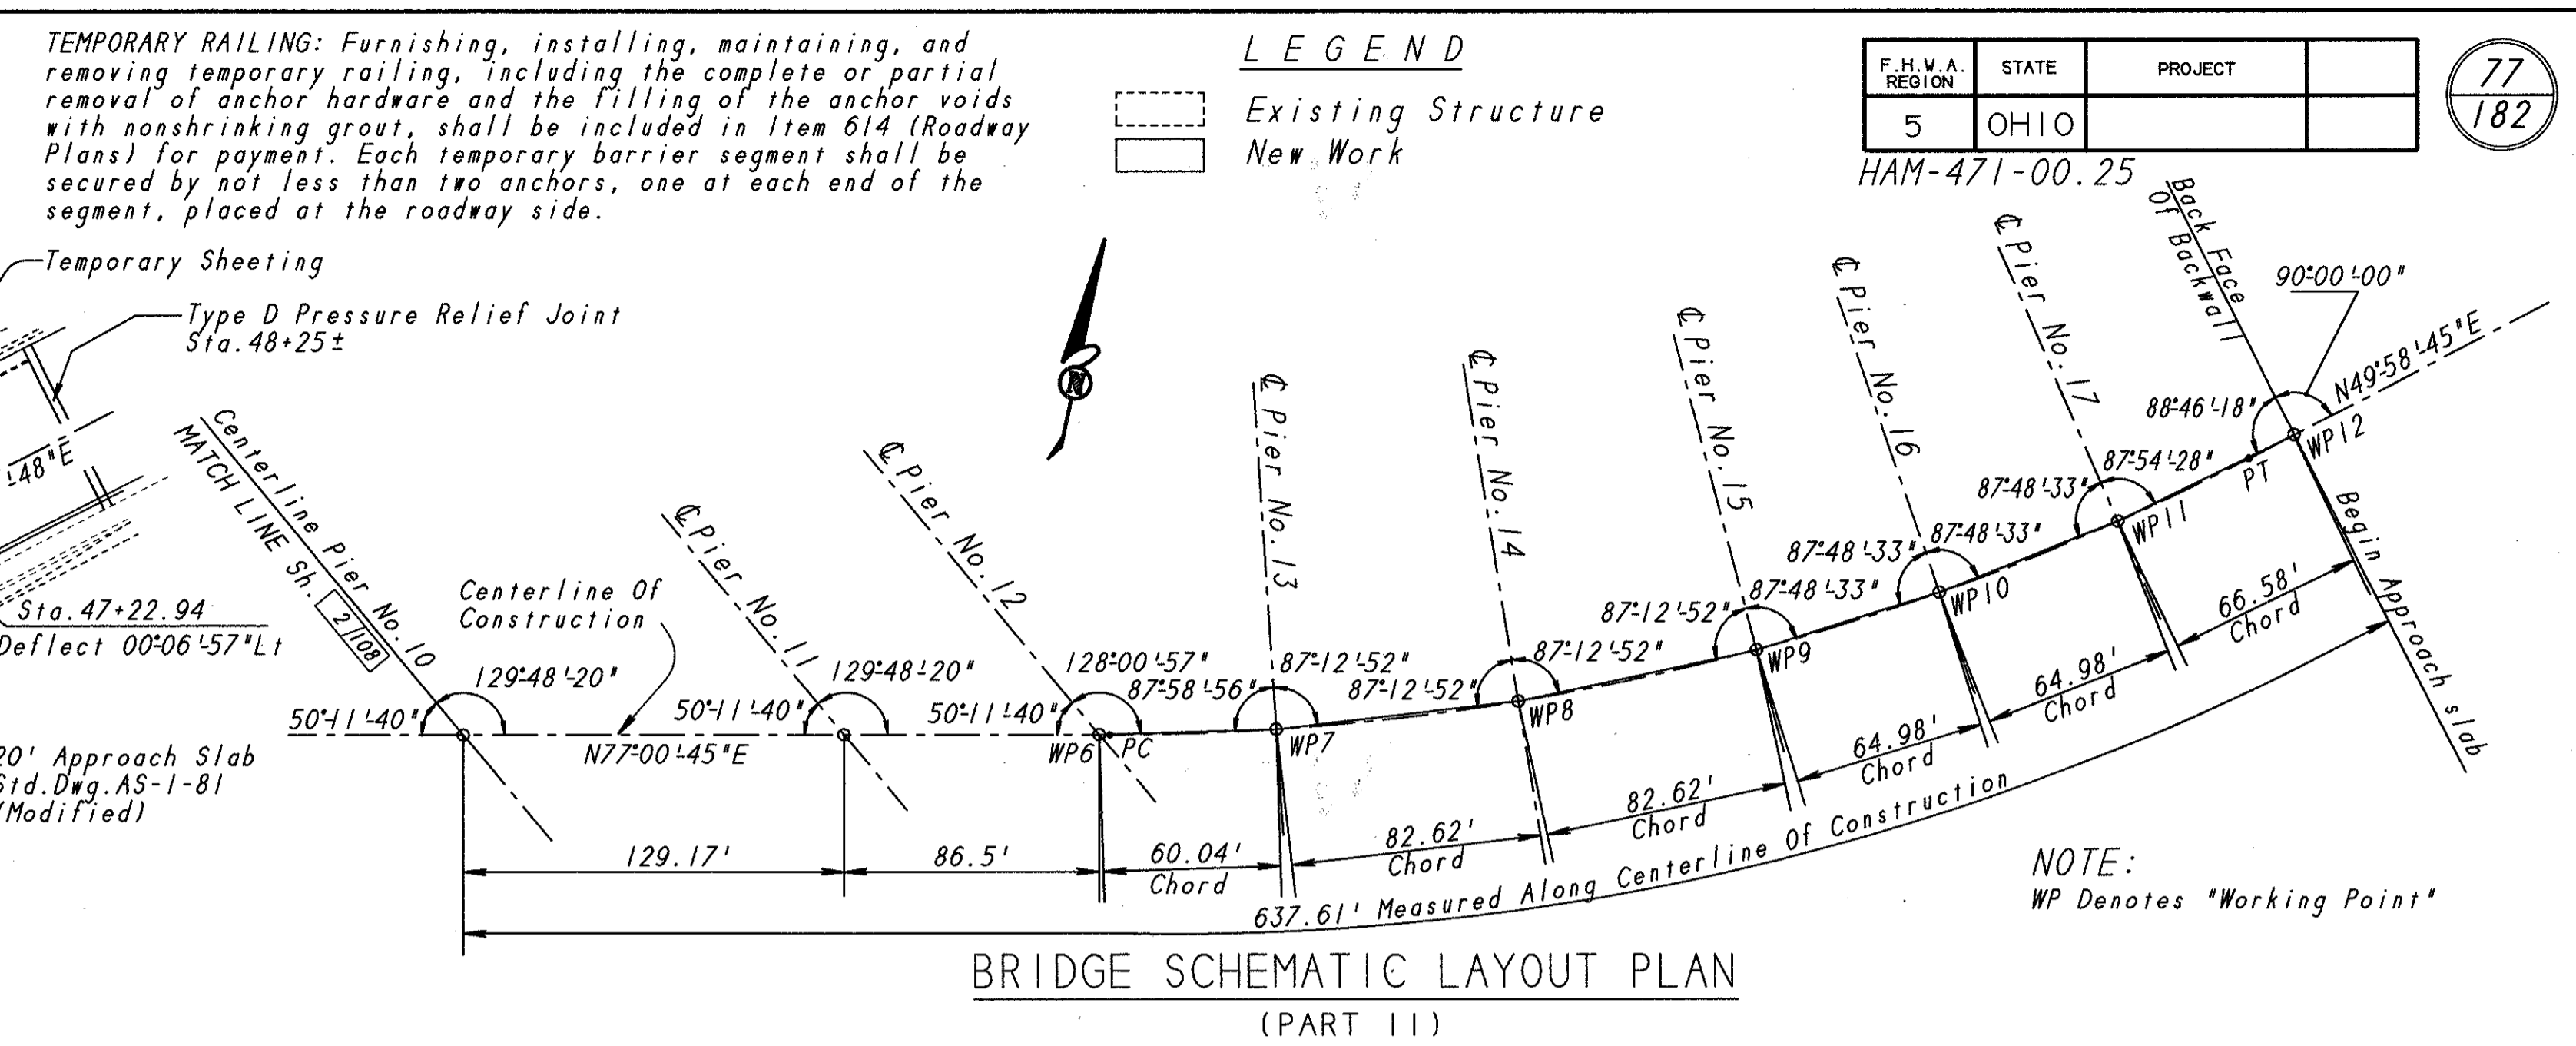 TEMPORARY RAILING: Furnishing, installing, maintaining, and
removing temporary railing, including the complete or partial
removal of anchor hardware and the filling of the anchor voids
with nonshrinking grout, shall be included in Item 614 (Roadway
Plans) for payment. Each temporary barrier segment shall be
secured by not less than two anchors, one at each end of the
segment, placed at the roadway side.
LEGEND
Existing Structure
New Work
F.H.W.A.
REGION
STATE
PROJECT
5
OHIO
77
182
HAM-471-00.25
Temporary Sheeting
Type D Pressure Relief Joint
Sta.48+25±
'-48"E
Sta.47+22.94
Deflect 00°-06'-57"Lt
20' Approach Slab
Std.Dwg.AS-1-81
(Modified)
Centerline Pier No.10
MATCH LINE Sh. 2/108
℄ Pier No.11
℄ Pier No.12
℄ Pier No.13
℄ Pier No.14
℄ Pier No.15
℄ Pier No.16
℄ Pier No.17
Back Face
Of Backwall
90°-00'-00"
N49°-58'-45"E
N
Centerline Of
Construction
50°-11'-40"
129°-48'-20"
50°-11'-40"
129°-48'-20"
50°-11'-40"
128°-00'-57"
87°-58'-56"
87°-12'-52"
87°-12'-52"
87°-12'-52"
87°-12'-52"
87°-48'-33"
87°-48'-33"
87°-48'-33"
87°-48'-33"
87°-54'-28"
88°-46'-18"
N77°-00'-45"E
WP6
PC
WP7
WP8
WP9
WP10
WP11
PT
WP12
Begin Approach slab
129.17'
86.5'
60.04'
Chord
82.62'
Chord
82.62'
Chord
64.98'
Chord
64.98'
Chord
66.58'
Chord
637.61' Measured Along Centerline Of Construction
NOTE:
WP Denotes "Working Point"
BRIDGE SCHEMATIC LAYOUT PLAN
(PART II)